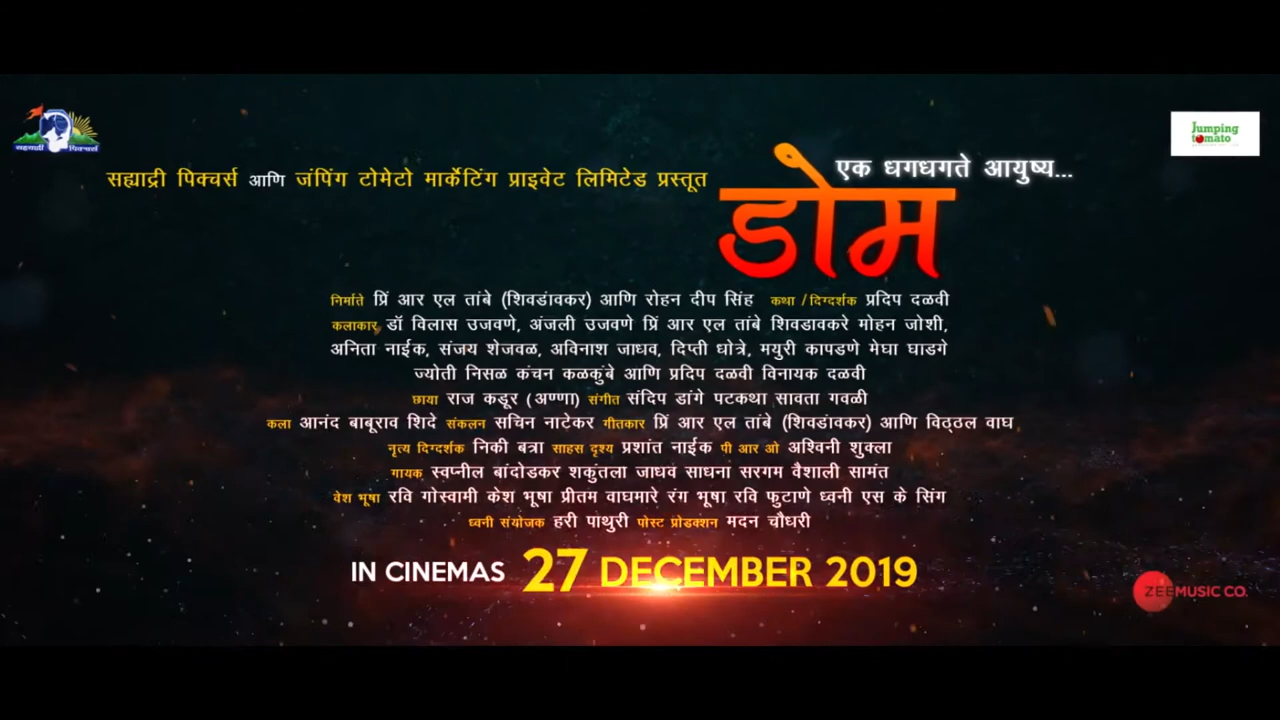 सह्याद्री पिक्चर्स
Jumping
tomato
एक धगधगते आयुष्य...
सह्याद्री पिक्चर्स आणि जंपिंग टोमेटो मार्केटिंग प्राइवेट लिमिटेड प्रस्तूत
डोम
निर्माते प्रिं आर एल तांबे (शिवडांवकर) आणि रोहन दीप सिंह कथा / दिग्दर्शक प्रदिप दळवी
कलाकार डॉ विलास उजवणे, अंजली उजवणे प्रिं आर एल तांबे शिवडावकरे मोहन जोशी,
अनिता नाईक, संजय शेजवळ, अविनाश जाधव, दिप्ती धोत्रे, मयुरी कापडणे मेघा घाडगे
ज्योती निसळ कंचन कळकुंबे आणि प्रदिप दळवी विनायक दळवी
छाया राज कडूर (अण्णा) संगीत संदिप डांगे पटकथा सावता गवळी
कला आनंद बाबूराव शिदे संकलन सचिन नाटेकर गीतकार प्रिं आर एल तांबे (शिवडांवकर) आणि विठ्ठल वाघ
नृत्य दिग्दर्शक निकी बत्रा साहस दृश्य प्रशांत नाईक पी आर ओ अश्विनी शुक्ला
गायक स्वप्नील बांदोडकर शकुंतला जाधव साधना सरगम वैशाली सामंत
वेश भूषा रवि गोस्वामी केश भूषा प्रीतम वाघमारे रंग भूषा रवि फुटाणे ध्वनी एस के सिंग
ध्वनी संयोजक हरी पाथुरी पोस्ट प्रोडक्शन मदन चौधरी
IN CINEMAS 27 DECEMBER 2019
ZEE MUSIC CO.